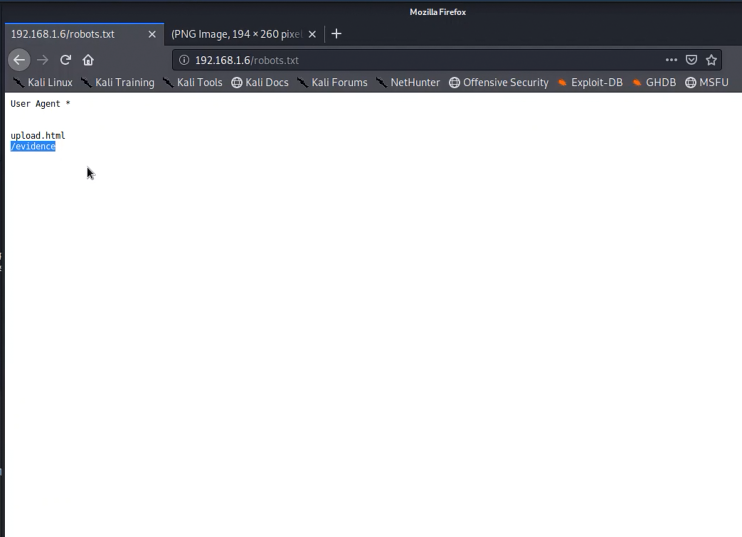 Mozilla Firefox
192.168.1.6/robots.txt
(PNG Image, 194 × 260 pixel
192.168.1.6/robots.txt
Kali Linux Kali Training Kali Tools Kali Docs Kali Forums NetHunter Offensive Security Exploit-DB GHDB MSFU
User Agent *
upload.html
/evidence